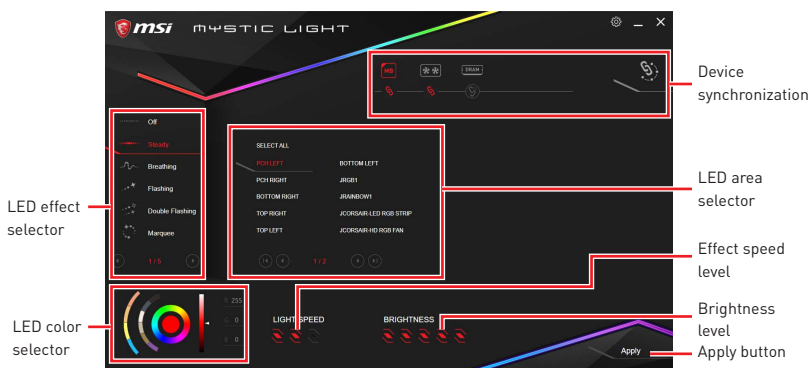 msi MYSTIC LIGHT
MB
DRAM
Device
synchronization
Off
Steady
Breathing
Flashing
Double Flashing
Marquee
1 / 5
LED effect
selector
SELECT ALL
PCH LEFT
BOTTOM LEFT
PCH RIGHT
JRGB1
BOTTOM RIGHT
JRAINBOW1
TOP RIGHT
JCORSAIR-LED RGB STRIP
TOP LEFT
JCORSAIR-HD RGB FAN
1 / 2
LED area
selector
Effect speed
level
LED color
selector
R 255
G 0
B 0
LIGHT SPEED
BRIGHTNESS
Brightness
level
Apply
Apply button